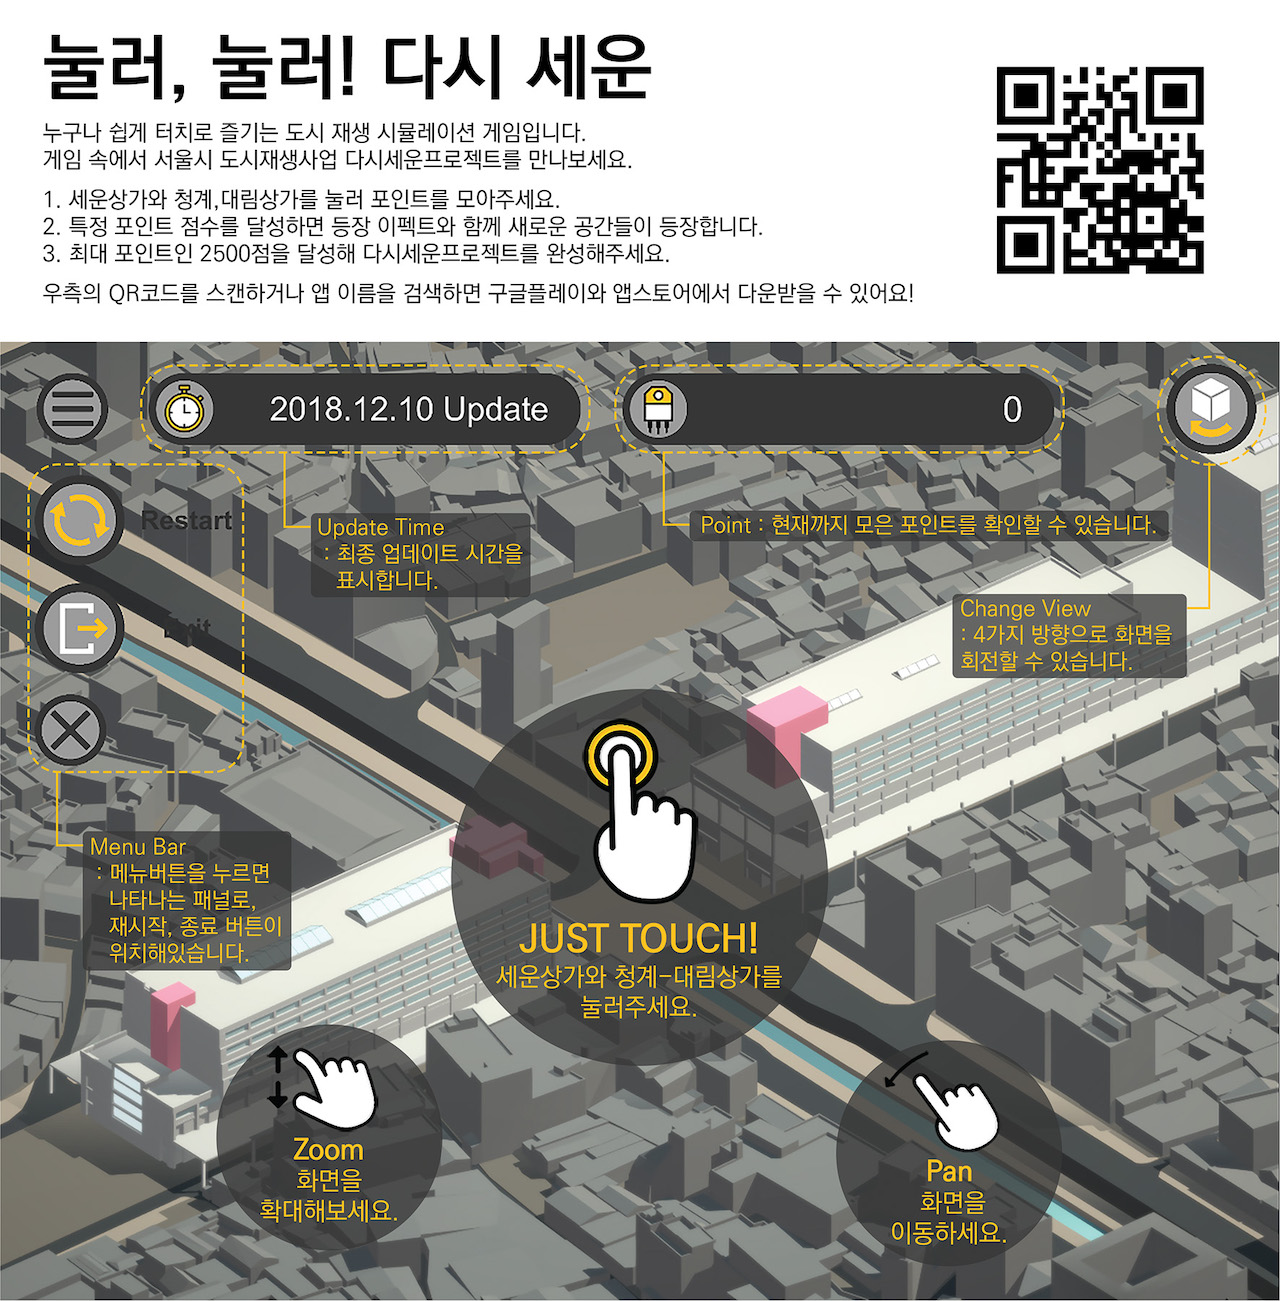 눌러, 눌러! 다시 세운
누구나 쉽게 터치로 즐기는 도시 재생 시뮬레이션 게임입니다.
게임 속에서 서울시 도시재생사업 다시세운프로젝트를 만나보세요.
1. 세운상가와 청계,대림상가를 눌러 포인트를 모아주세요.
2. 특정 포인트 점수를 달성하면 등장 이펙트와 함께 새로운 공간들이 등장합니다.
3. 최대 포인트인 2500점을 달성해 다시세운프로젝트를 완성해주세요.
우측의 QR코드를 스캔하거나 앱 이름을 검색하면 구글플레이와 앱스토어에서 다운받을 수 있어요!
2018.12.10 Update
0
Restart
Update Time
: 최종 업데이트 시간을
표시합니다.
Point : 현재까지 모은 포인트를 확인할 수 있습니다.
Change View
: 4가지 방향으로 화면을
회전할 수 있습니다.
Exit
Menu Bar
: 메뉴버튼을 누르면
나타나는 패널로,
재시작, 종료 버튼이
위치해있습니다.
JUST TOUCH!
세운상가와 청계-대림상가를
눌러주세요.
Zoom
화면을
확대해보세요.
Pan
화면을
이동하세요.